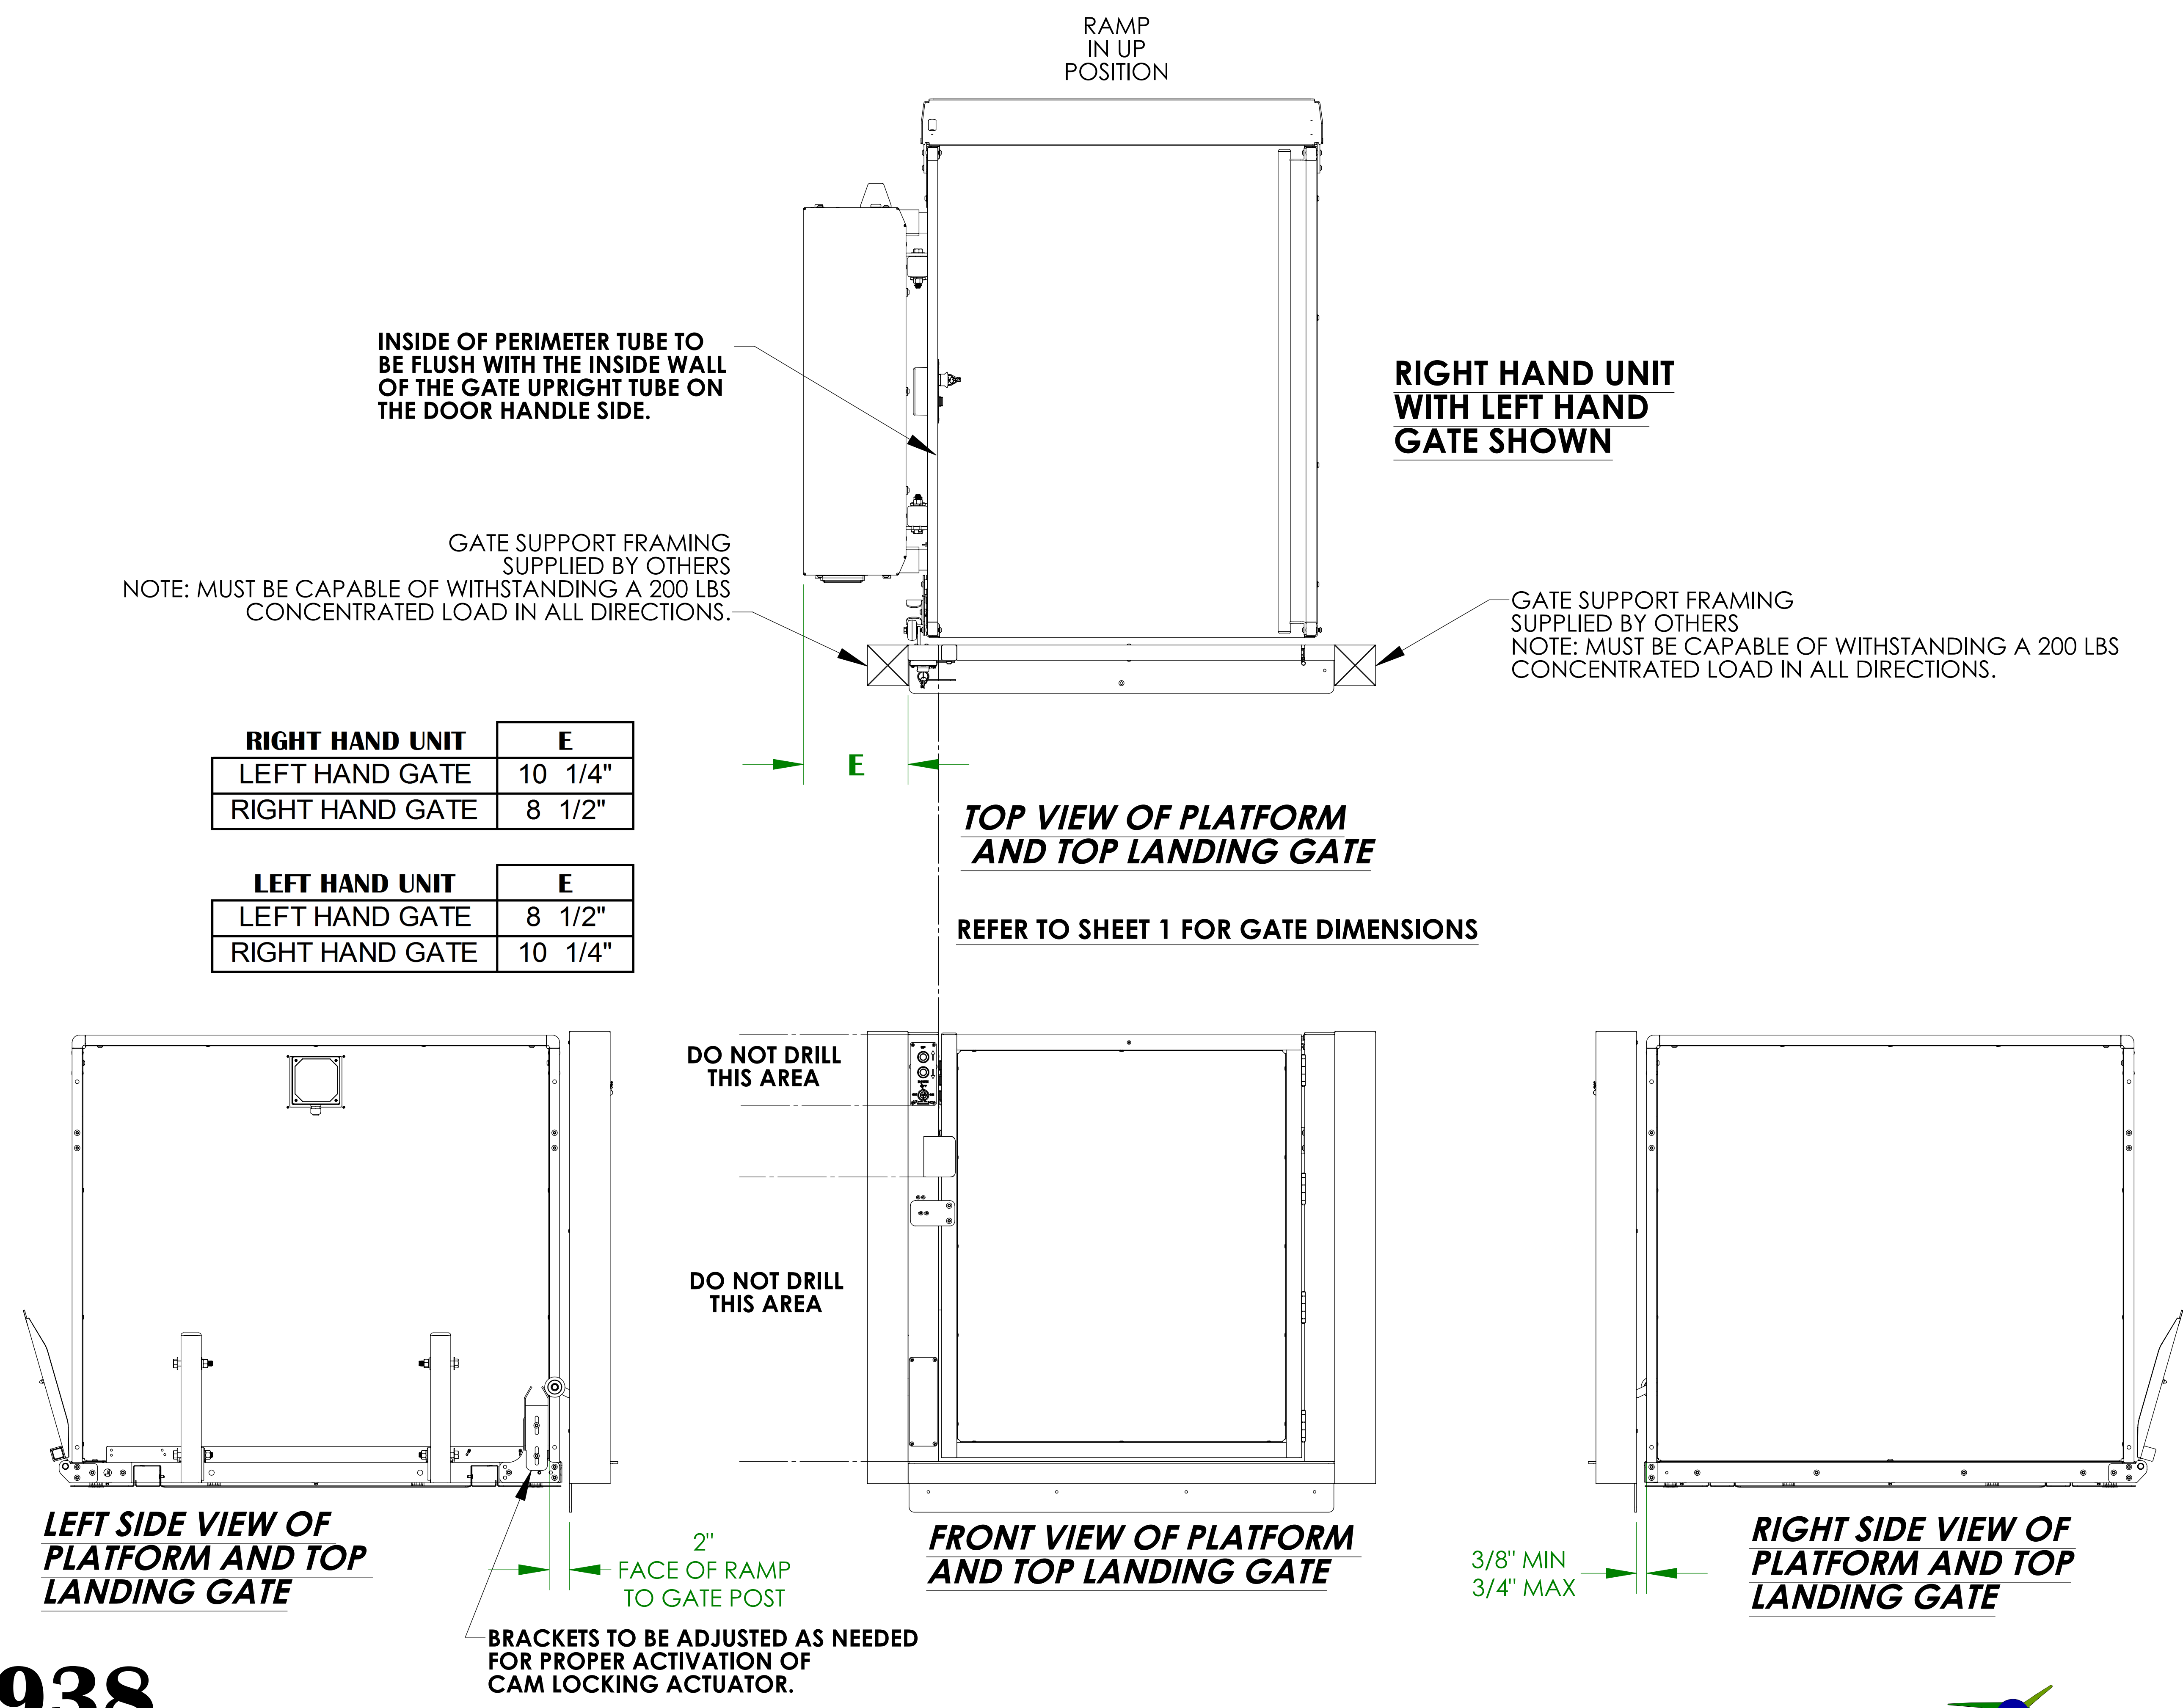 RAMP
IN UP
POSITION
INSIDE OF PERIMETER TUBE TO
BE FLUSH WITH THE INSIDE WALL
OF THE GATE UPRIGHT TUBE ON
THE DOOR HANDLE SIDE.
RIGHT HAND UNIT
WITH LEFT HAND
GATE SHOWN
GATE SUPPORT FRAMING
SUPPLIED BY OTHERS
NOTE: MUST BE CAPABLE OF WITHSTANDING A 200 LBS
CONCENTRATED LOAD IN ALL DIRECTIONS.
GATE SUPPORT FRAMING
SUPPLIED BY OTHERS
NOTE: MUST BE CAPABLE OF WITHSTANDING A 200 LBS
CONCENTRATED LOAD IN ALL DIRECTIONS.
RIGHT HAND UNIT E
LEFT HAND GATE 10 1/4"
RIGHT HAND GATE 8 1/2"
E
TOP VIEW OF PLATFORM
AND TOP LANDING GATE
LEFT HAND UNIT E
LEFT HAND GATE 8 1/2"
RIGHT HAND GATE 10 1/4"
REFER TO SHEET 1 FOR GATE DIMENSIONS
DO NOT DRILL
THIS AREA
DO NOT DRILL
THIS AREA
LEFT SIDE VIEW OF
PLATFORM AND TOP
LANDING GATE
2"
FACE OF RAMP
TO GATE POST
FRONT VIEW OF PLATFORM
AND TOP LANDING GATE
3/8" MIN
3/4" MAX
RIGHT SIDE VIEW OF
PLATFORM AND TOP
LANDING GATE
BRACKETS TO BE ADJUSTED AS NEEDED
FOR PROPER ACTIVATION OF
CAM LOCKING ACTUATOR.
938